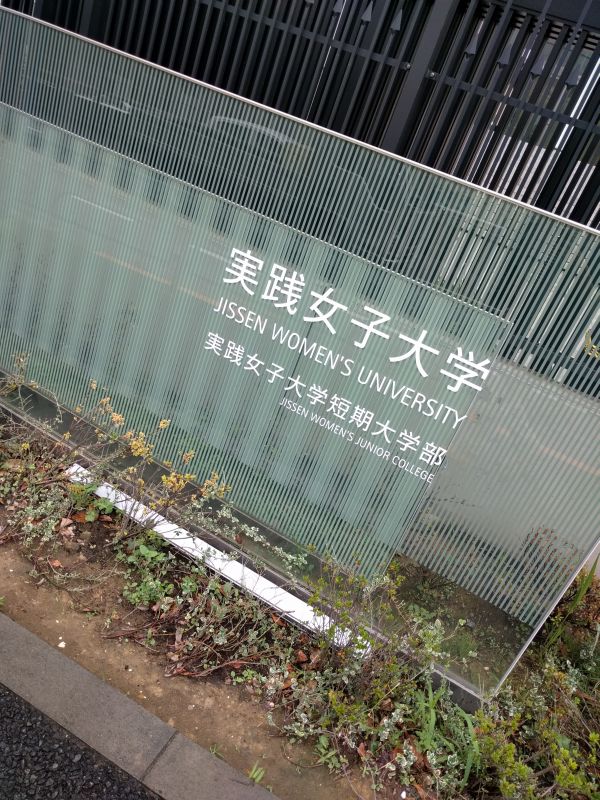 実践女子大学
JISSEN WOMEN'S UNIVERSITY
実践女子大学短期大学部
JISSEN WOMEN'S JUNIOR COLLEGE